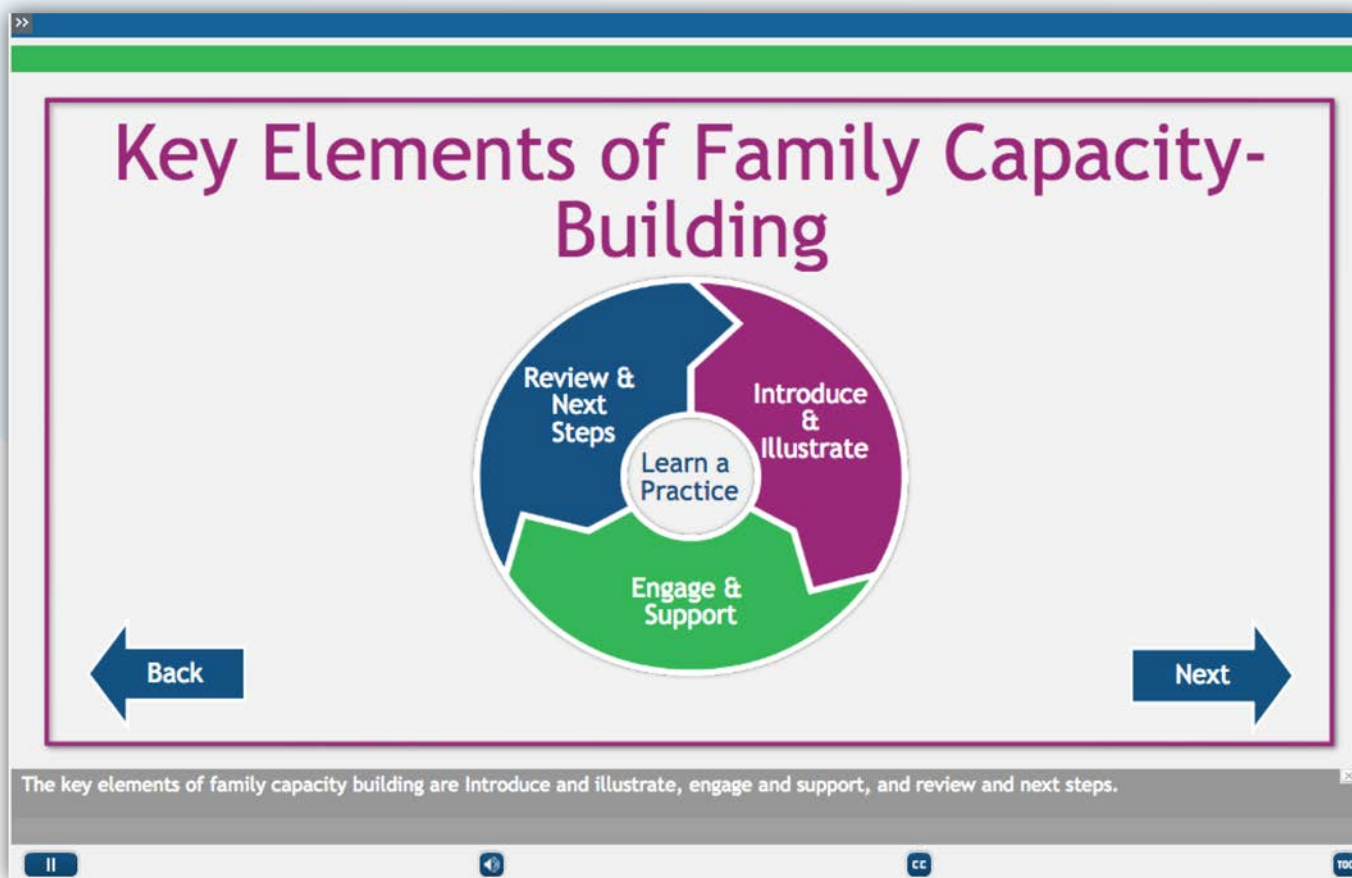 >>
Key Elements of Family Capacity-
Building
Review &
Next
Steps
Introduce
&
Illustrate
Learn a
Practice
Engage &
Support
Back
Next
The key elements of family capacity building are Introduce and illustrate, engage and support, and review and next steps.
CC